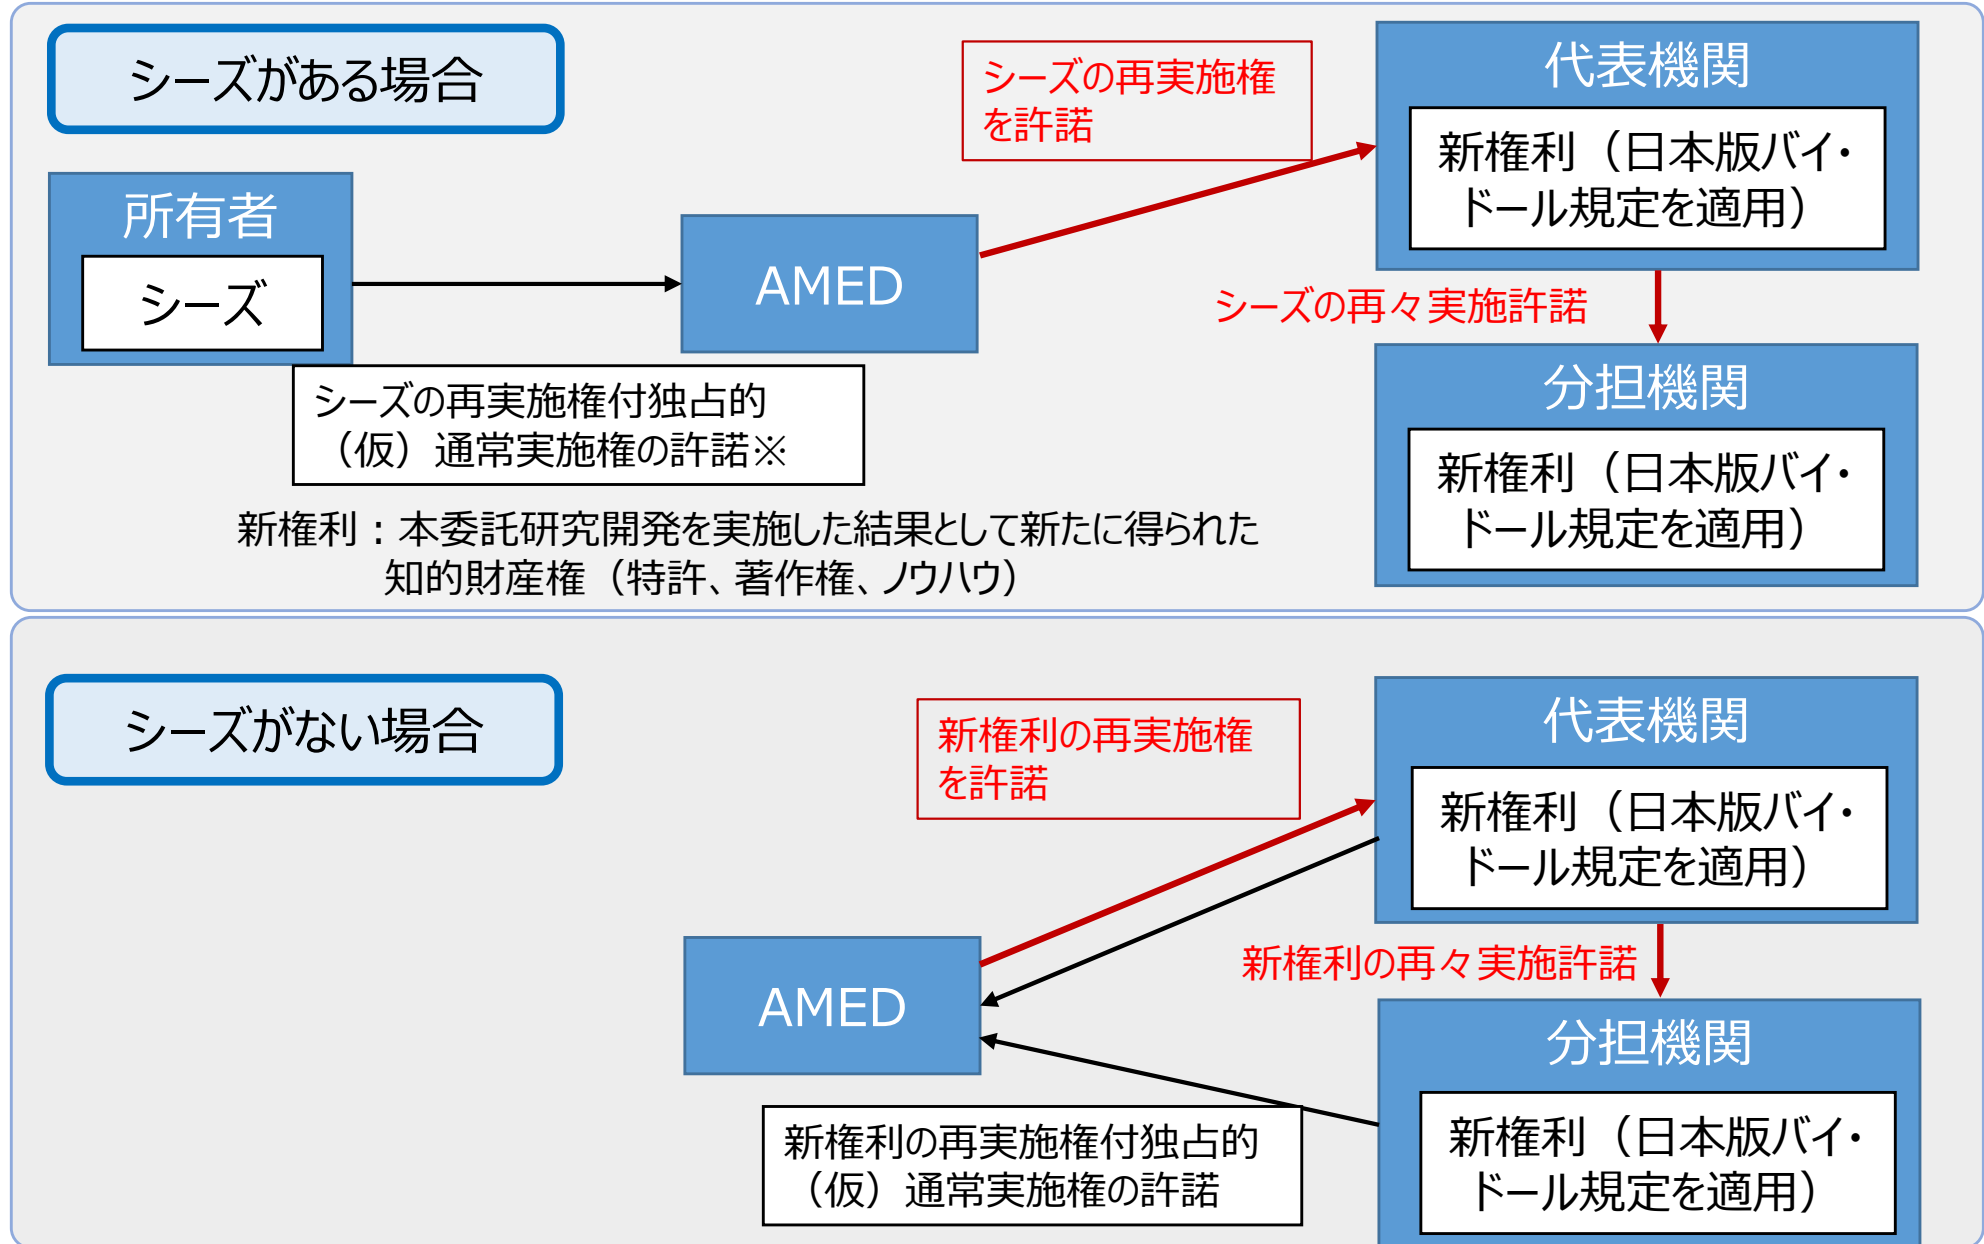 シーズがある場合
シーズの再実施権
を許諾
代表機関
新権利（日本版バイ・
ドール規定を適用）
所有者
シーズ
AMED
シーズの再々実施許諾
分担機関
新権利（日本版バイ・
ドール規定を適用）
シーズの再実施権付独占的
（仮）通常実施権の許諾※
新権利：本委託研究開発を実施した結果として新たに得られた
知的財産権（特許、著作権、ノウハウ）
シーズがない場合
新権利の再実施権
を許諾
代表機関
新権利（日本版バイ・
ドール規定を適用）
新権利の再々実施許諾
AMED
分担機関
新権利（日本版バイ・
ドール規定を適用）
新権利の再実施権付独占的
（仮）通常実施権の許諾